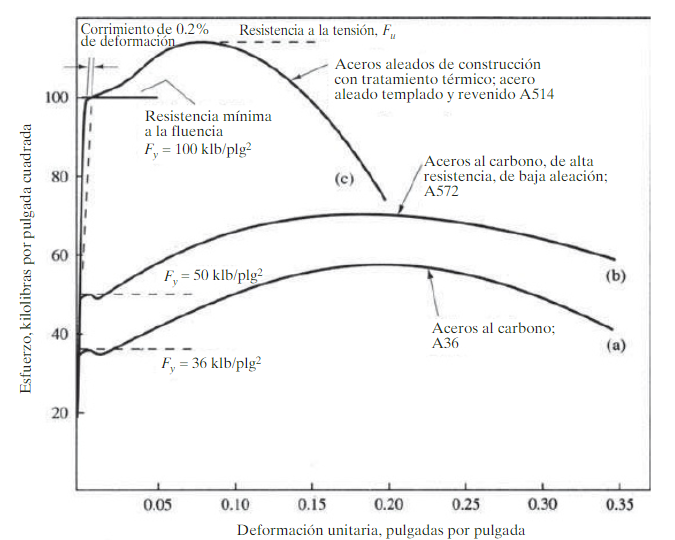 Corrimiento de 0.2%
de deformación
Resistencia a la tensión, Fu
Aceros aleados de construcción
con tratamiento térmico; acero
aleado templado y revenido A514
Resistencia mínima
a la fluencia
Fy = 100 klb/plg²
(c)
Aceros al carbono, de alta
resistencia, de baja aleación;
A572
Fy = 50 klb/plg²
(b)
Aceros al carbono;
A36
(a)
Fy = 36 klb/plg²
Esfuerzo, kilolibras por pulgada cuadrada
100
80
60
40
20
0.05 0.10 0.15 0.20 0.25 0.30 0.35
Deformación unitaria, pulgadas por pulgada